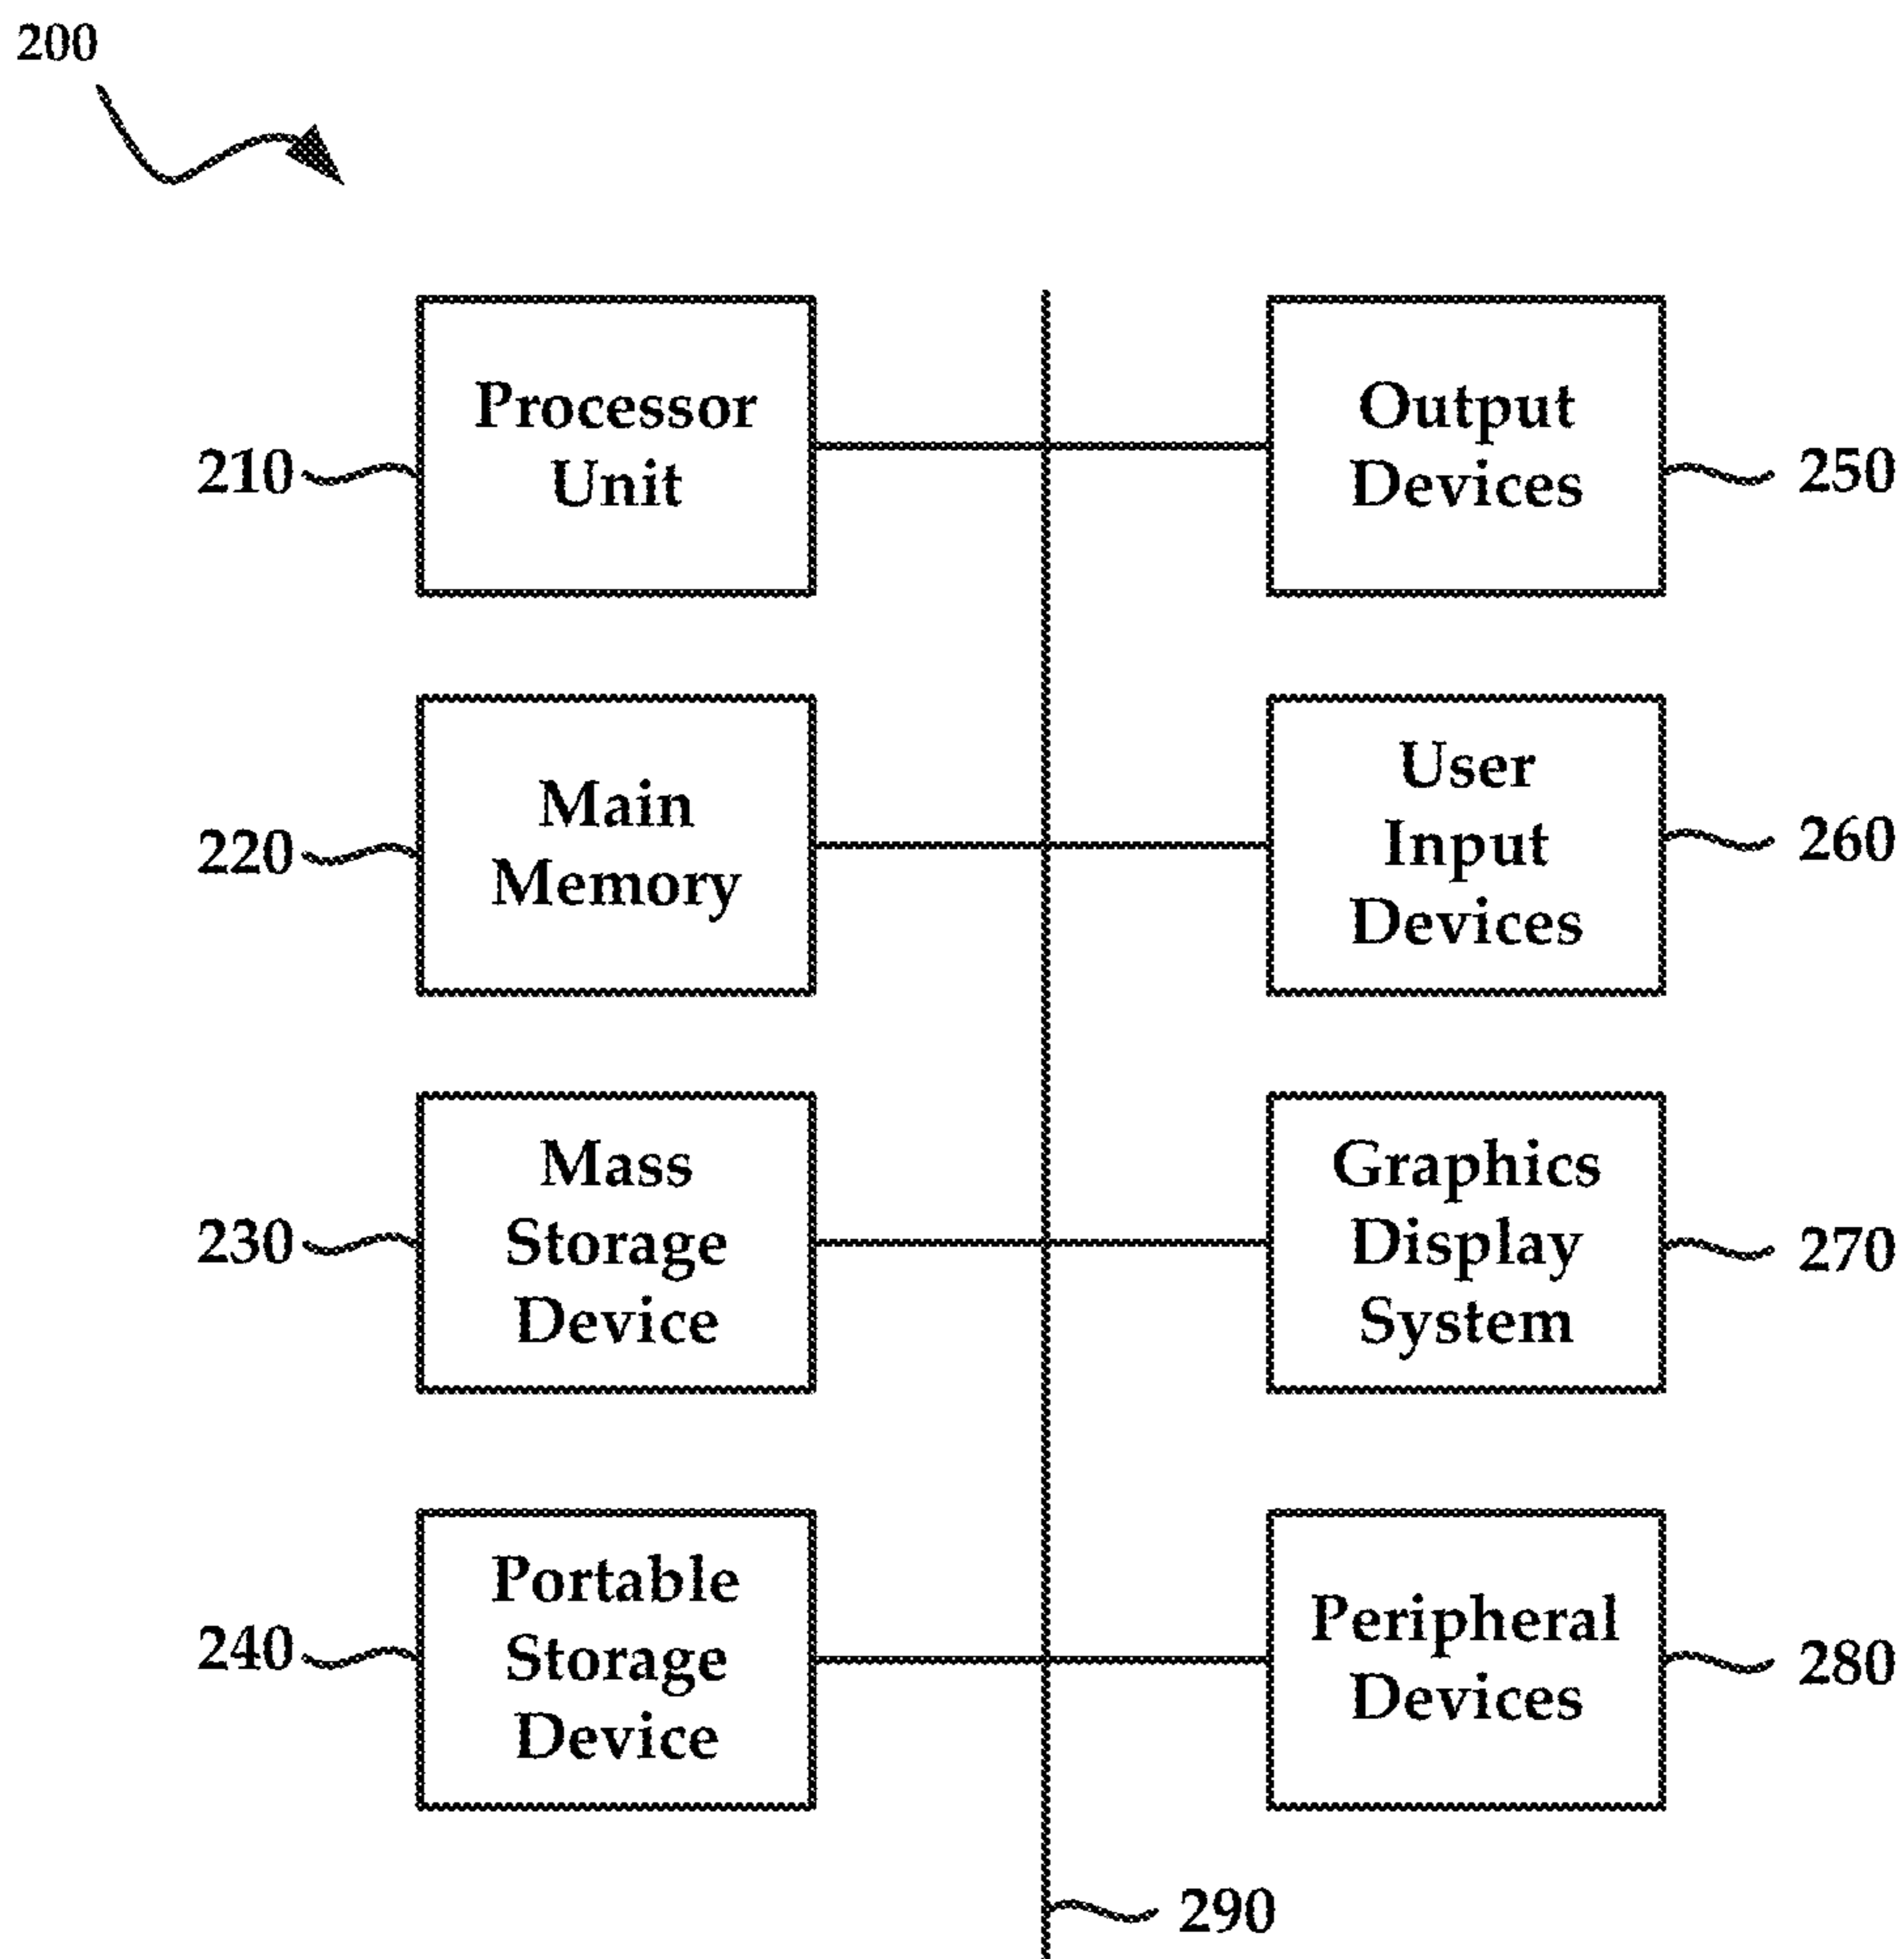 200
Processor
Unit
210
Output
Devices
250
Main
Memory
220
User
Input
Devices
260
Mass
Storage
Device
230
Graphics
Display
System
270
Portable
Storage
Device
240
Peripheral
Devices
280
290